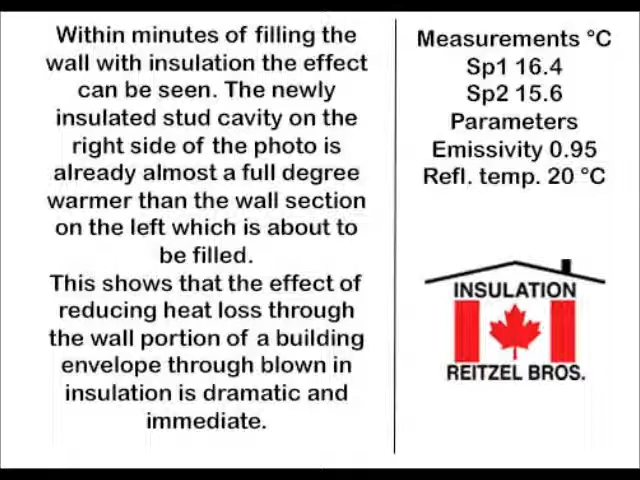 Within minutes of filling the
wall with insulation the effect
can be seen. The newly
insulated stud cavity on the
right side of the photo is
already almost a full degree
warmer than the wall section
on the left which is about to
be filled.
This shows that the effect of
reducing heat loss through
the wall portion of a building
envelope through blown in
insulation is dramatic and
immediate.
Measurements °C
Sp1 16.4
Sp2 15.6
Parameters
Emissivity 0.95
Refl. temp. 20 °C
INSULATION
REITZEL BROS.